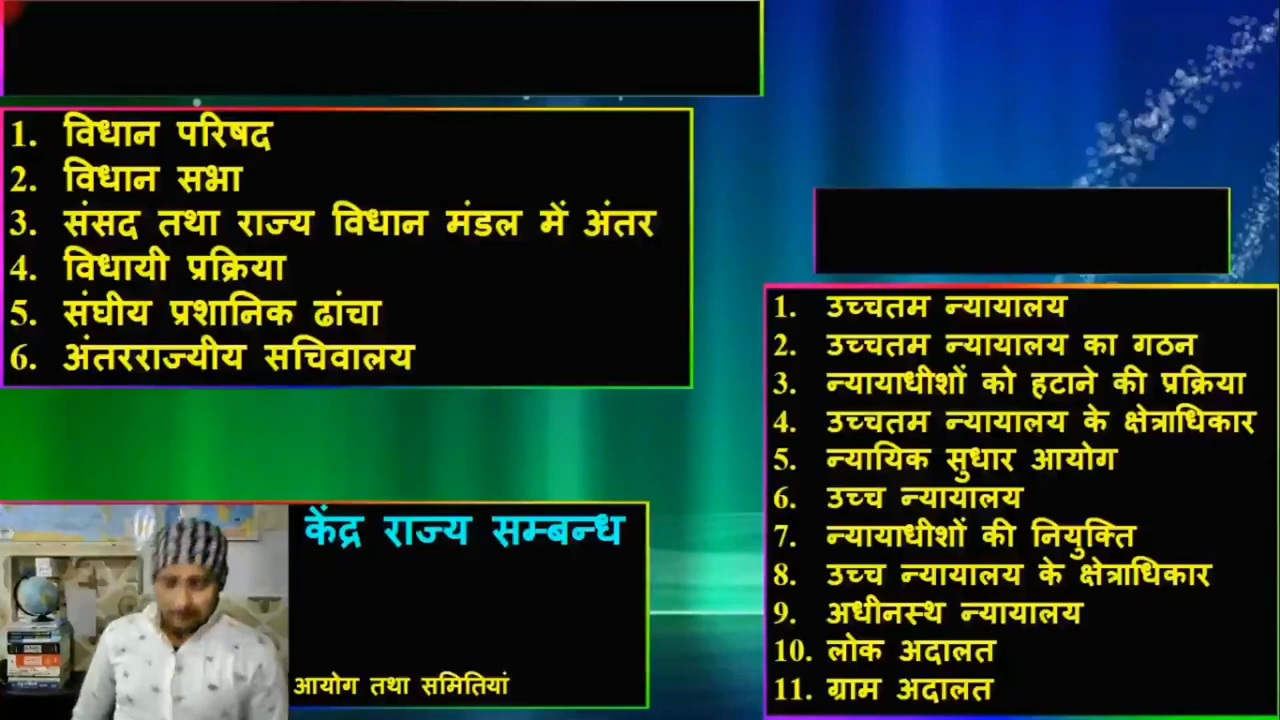 1. विधान परिषद
2. विधान सभा
3. संसद तथा राज्य विधान मंडल में अंतर
4. विधायी प्रक्रिया
5. संघीय प्रशानिक ढांचा
6. अंतरराज्यीय सचिवालय
केंद्र राज्य सम्बन्ध
आयोग तथा समितियां
1. उच्चतम न्यायालय
2. उच्चतम न्यायालय का गठन
3. न्यायाधीशों को हटाने की प्रक्रिया
4. उच्चतम न्यायालय के क्षेत्राधिकार
5. न्यायिक सुधार आयोग
6. उच्च न्यायालय
7. न्यायाधीशों की नियुक्ति
8. उच्च न्यायालय के क्षेत्राधिकार
9. अधीनस्थ न्यायालय
10. लोक अदालत
11. ग्राम अदालत